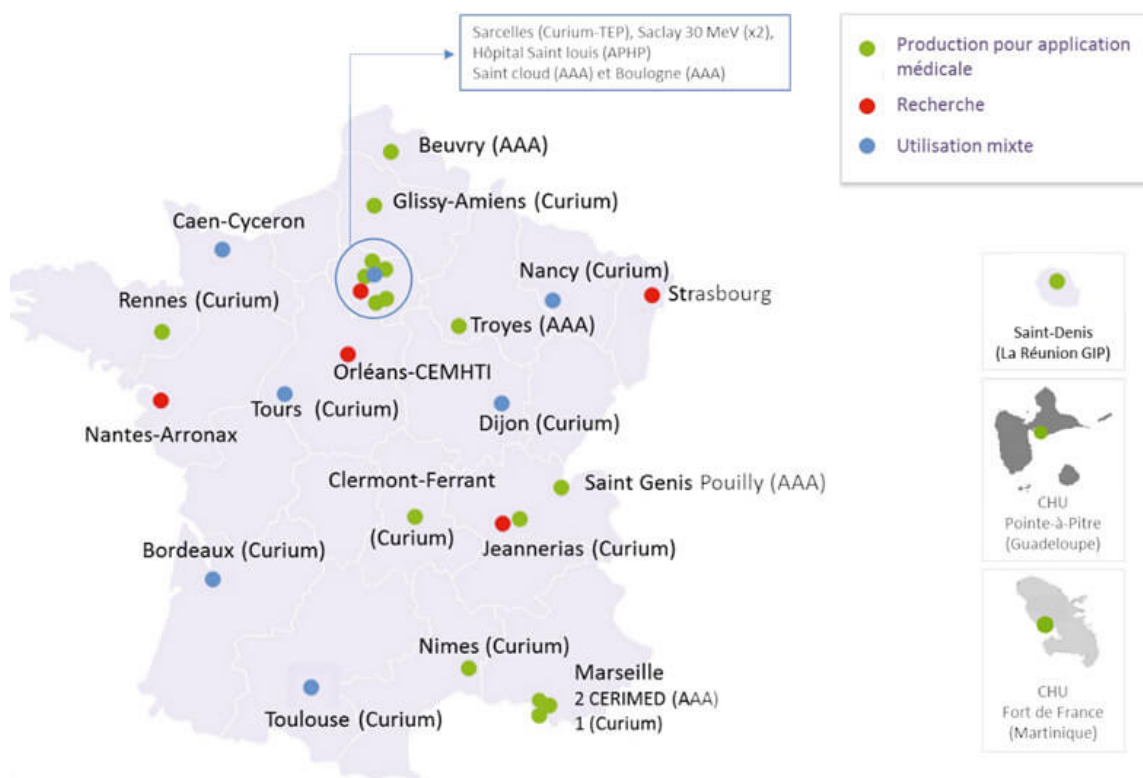 Sarcelles (Curium-TEP), Saclay 30 MeV (x2),
Hôpital Saint louis (APHP)
Saint cloud (AAA) et Boulogne (AAA)
Production pour application
médicale
Recherche
Utilisation mixte
Beuvry (AAA)
Glissy-Amiens (Curium)
Caen-Cyceron
Nancy (Curium)
Strasbourg
Rennes (Curium)
Troyes (AAA)
Orléans-CEMHTI
Tours (Curium)
Dijon (Curium)
Nantes-Arronax
Clermont-Ferrant
(Curium)
Saint Genis Pouilly (AAA)
Jeannerias (Curium)
Bordeaux (Curium)
Nimes (Curium)
Marseille
2 CERIMED (AAA)
1 (Curium)
Toulouse (Curium)
Saint-Denis
(La Réunion GIP)
CHU
Pointe-à-Pitre
(Guadeloupe)
CHU
Fort de France
(Martinique)